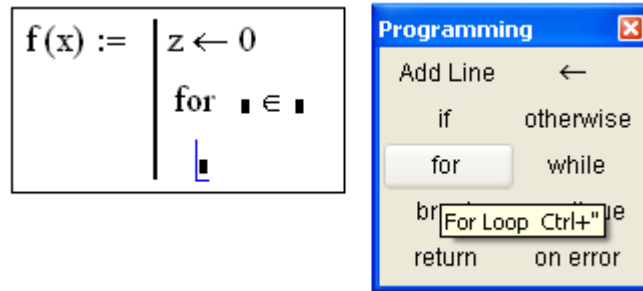 f(x) := z ← 0
for ▪ ∈ ▪
▪
Programming
Add Line ←
if otherwise
for while
For Loop Ctrl+"
return on error